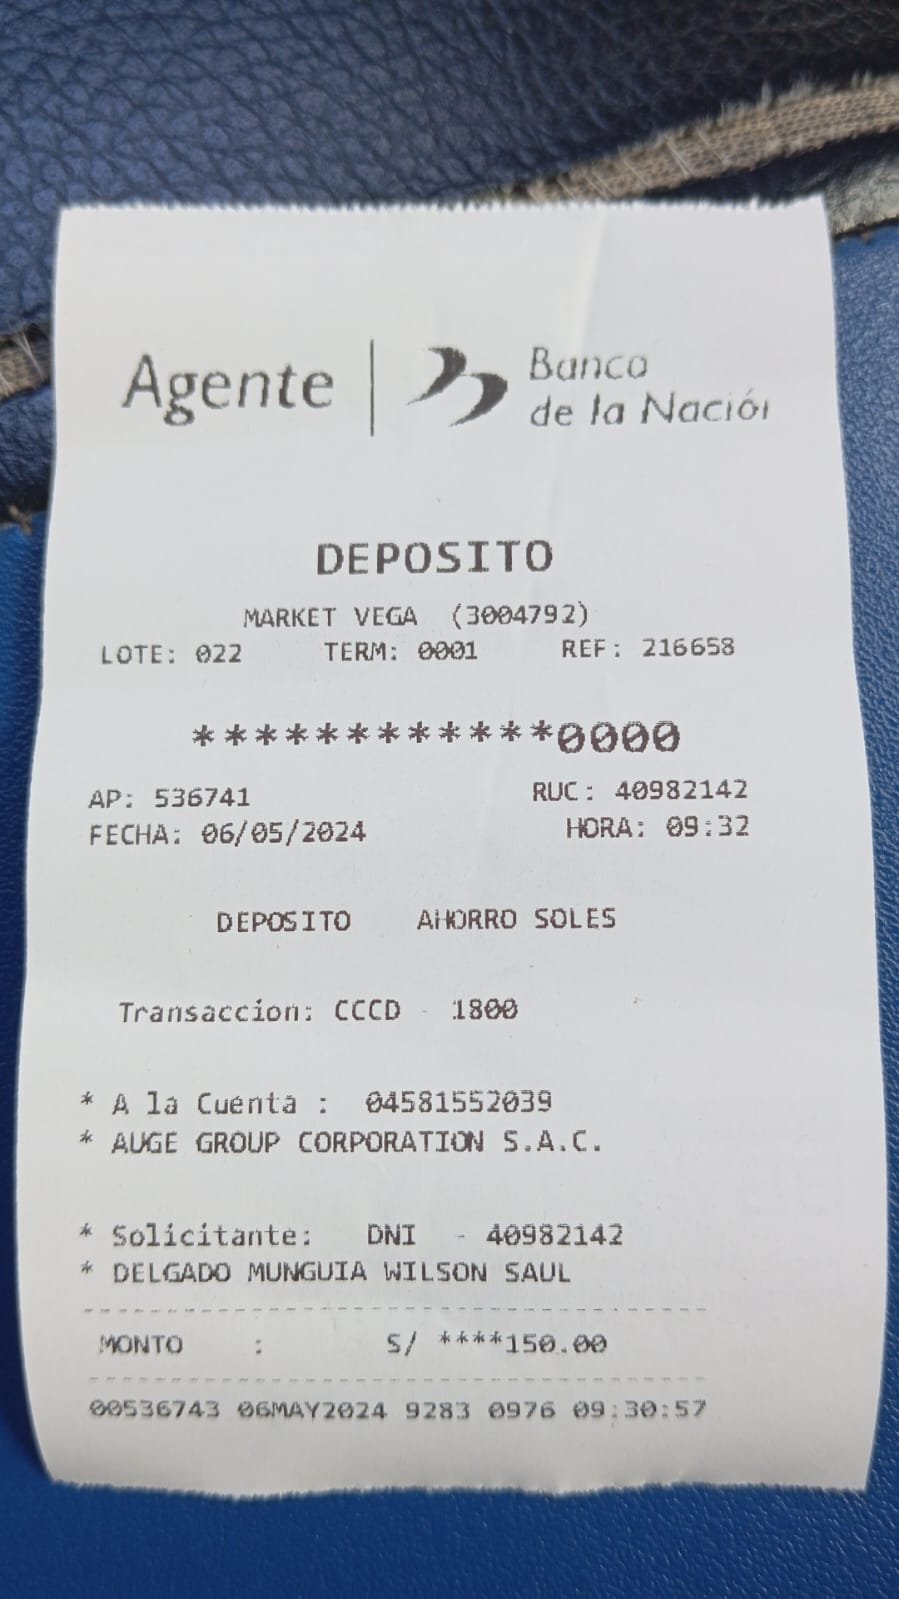 Agente
Banco
de la Nación
DEPOSITO
MARKET VEGA (3004792)
LOTE: 022 TERM: 0001 REF: 216658
************0000
AP: 536741 RUC: 40982142
FECHA: 06/05/2024 HORA: 09:32
DEPOSITO AHORRO SOLES
Transaccion: CCCD - 1800
* A la Cuenta : 04581552039
* AUGE GROUP CORPORATION S.A.C.
* Solicitante: DNI - 40982142
* DELGADO MUNGUIA WILSON SAUL
MONTO : S/ ****150.00
00536743 06MAY2024 9283 0976 09:30:57